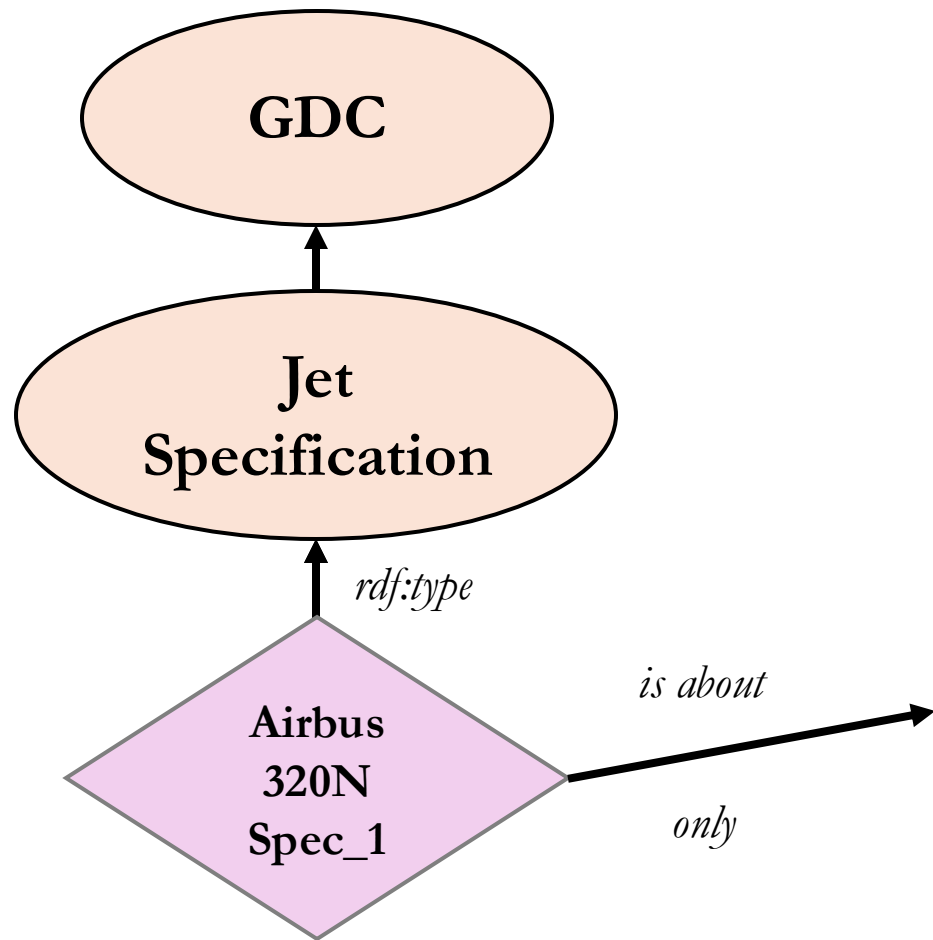 GDC
Jet
Specification
rdf:type
is about
Airbus
320N
Spec_1
only